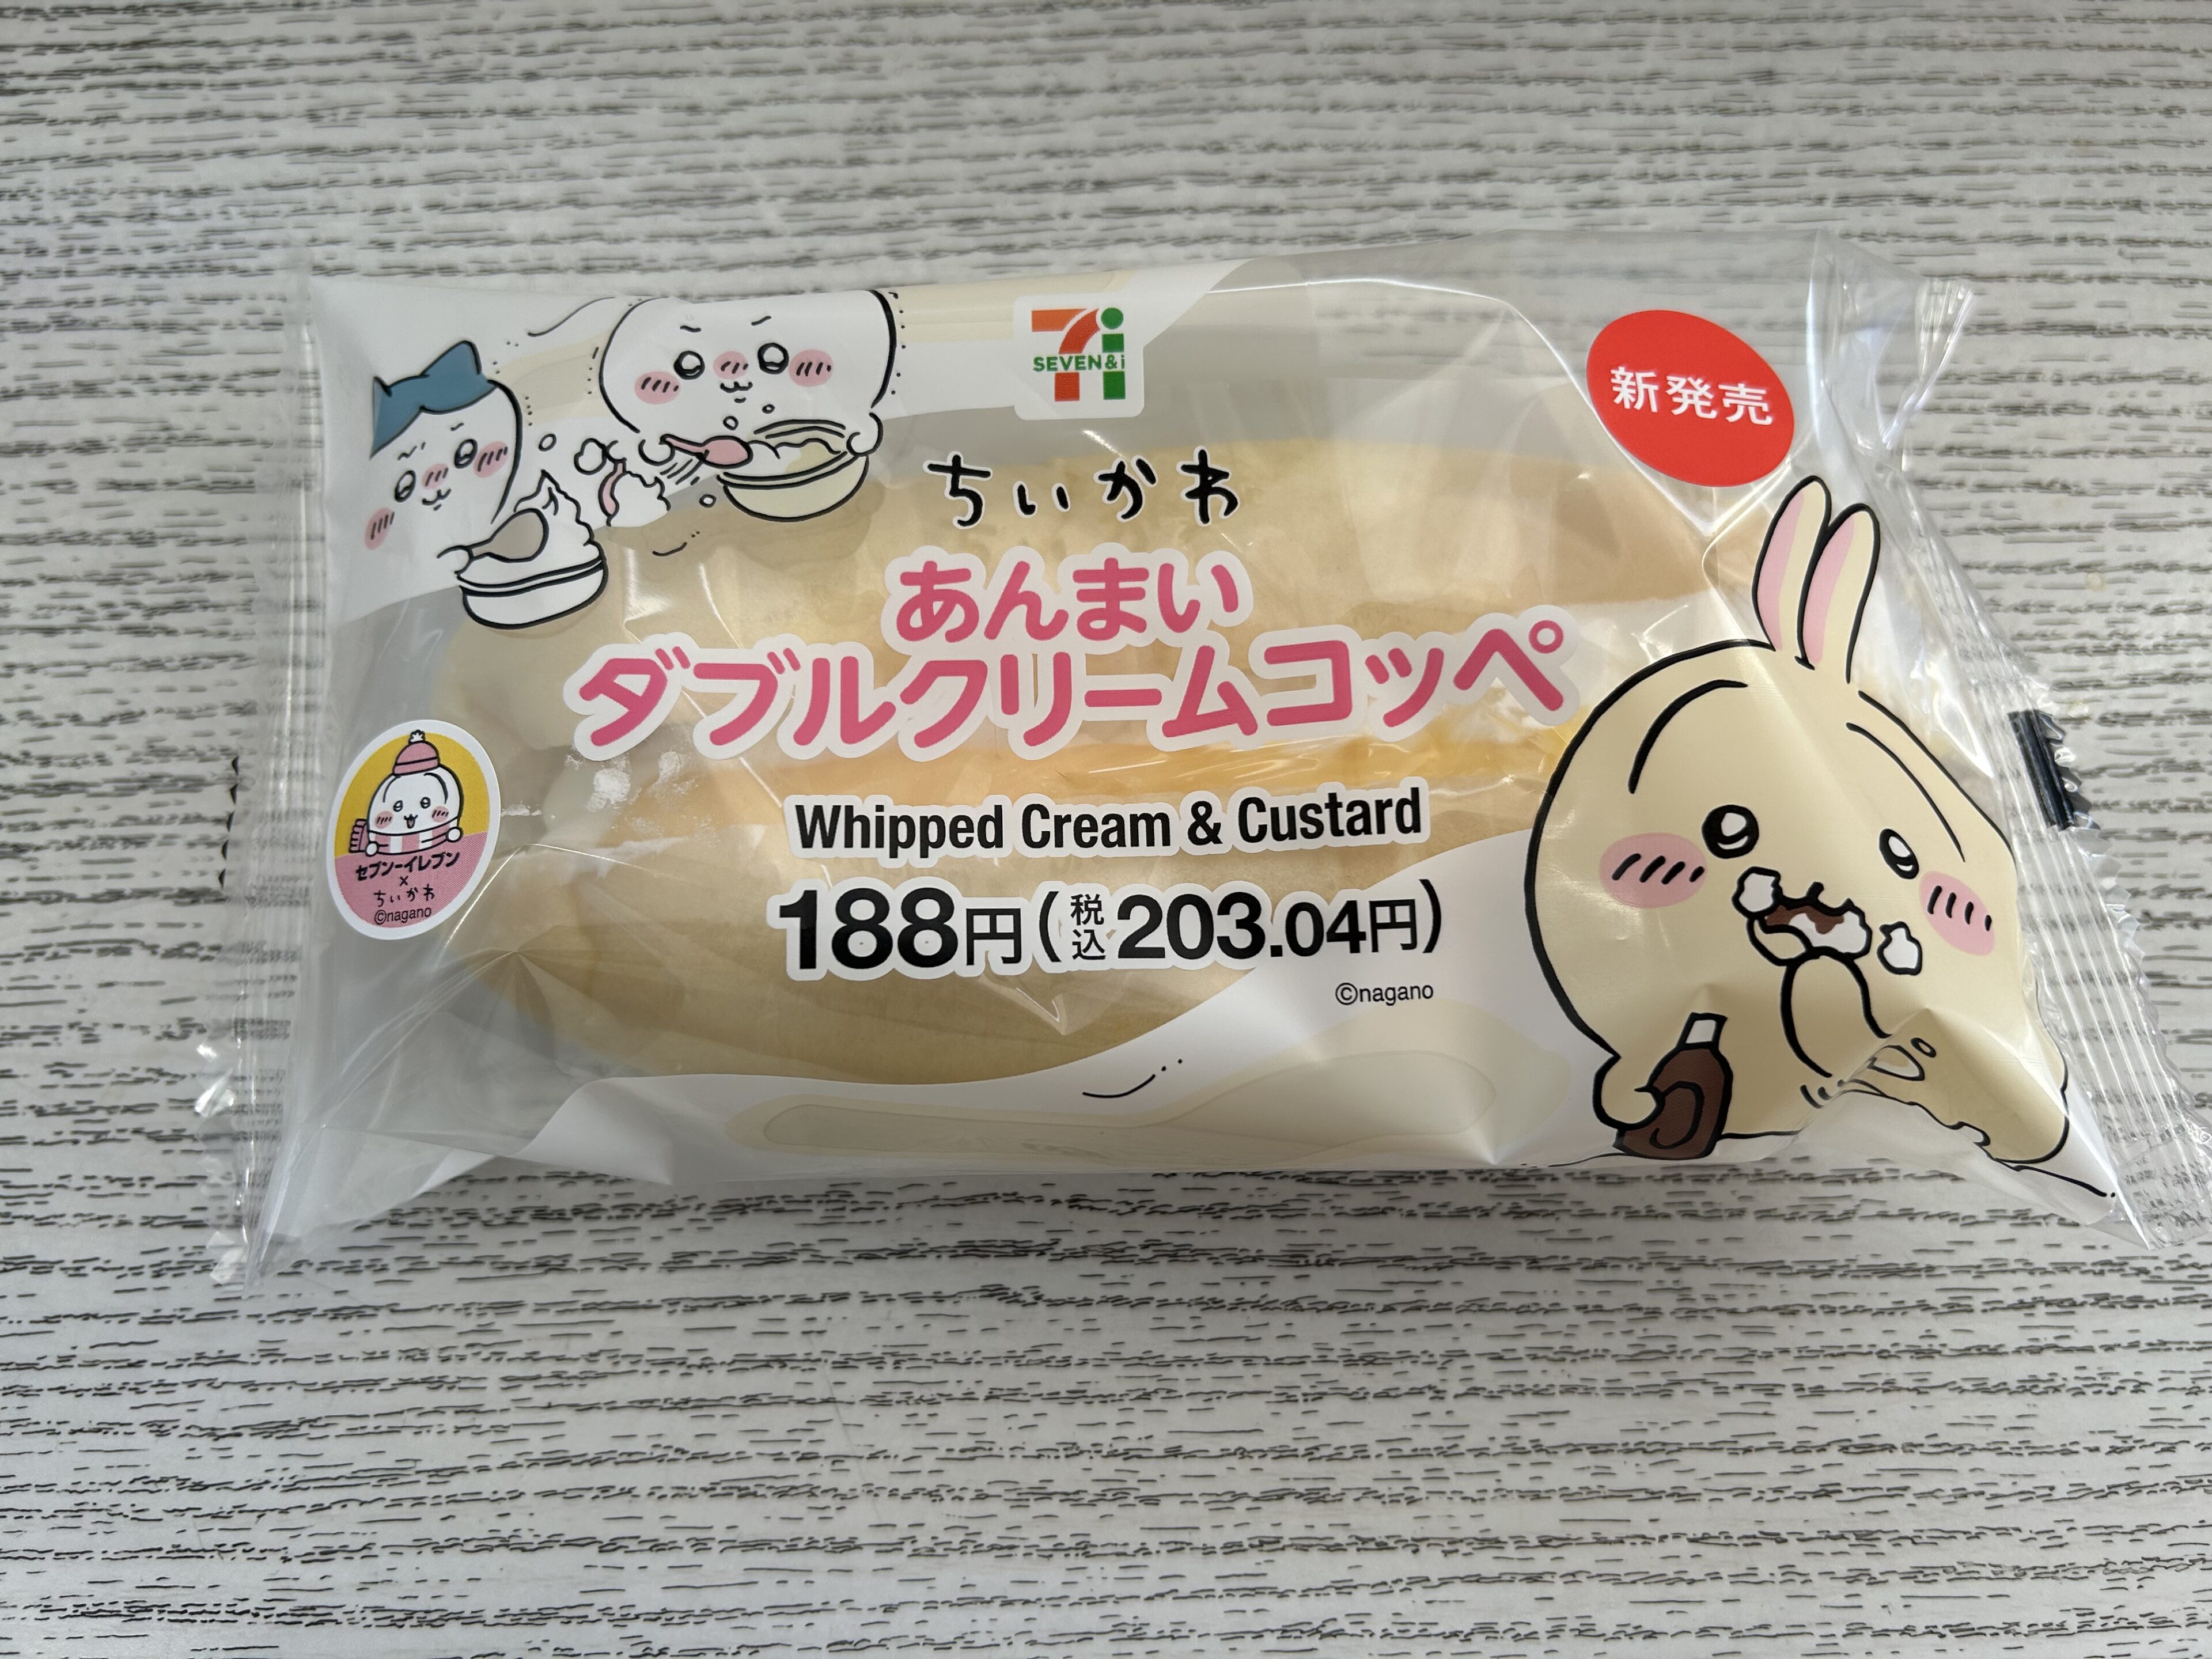 7i
SEVEN&i
新発売
ちいかわ
あんまい
ダブルクリームコッペ
Whipped Cream & Custard
188円(税込203.04円)
©nagano
セブン-イレブン
×
ちいかわ
©nagano